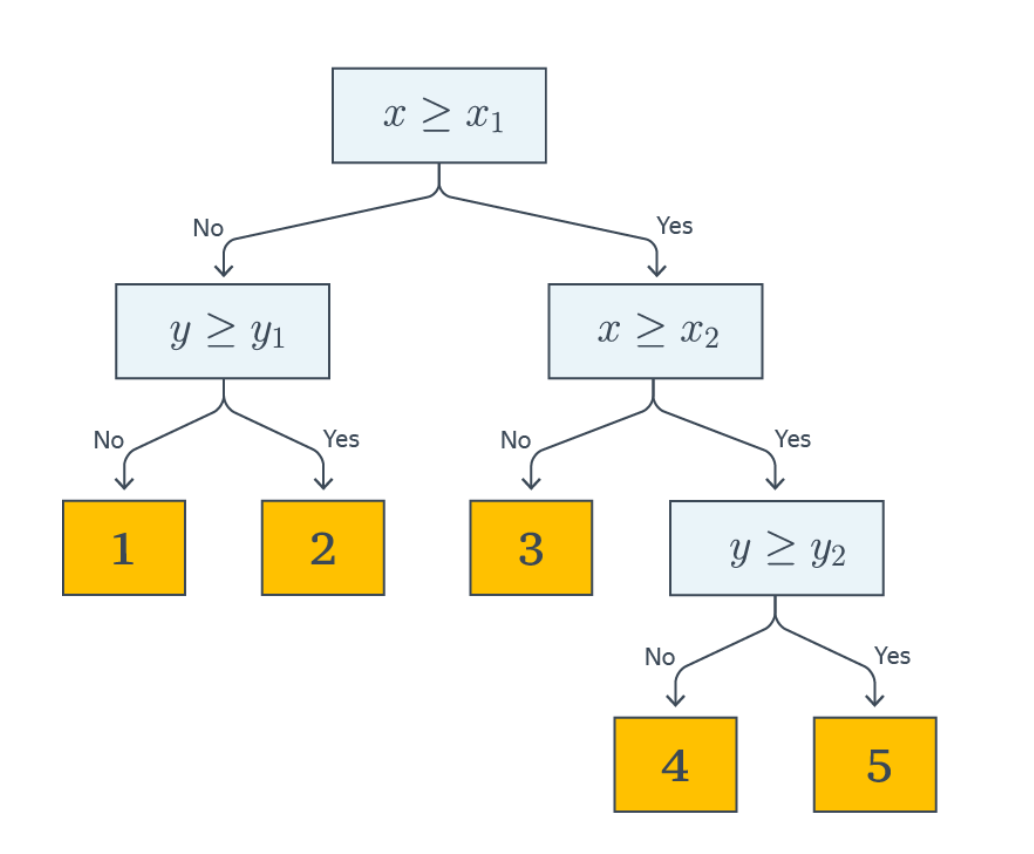 x ≥ x₁
No
Yes
y ≥ y₁
x ≥ x₂
No
Yes
No
Yes
1
2
3
y ≥ y₂
No
Yes
4
5